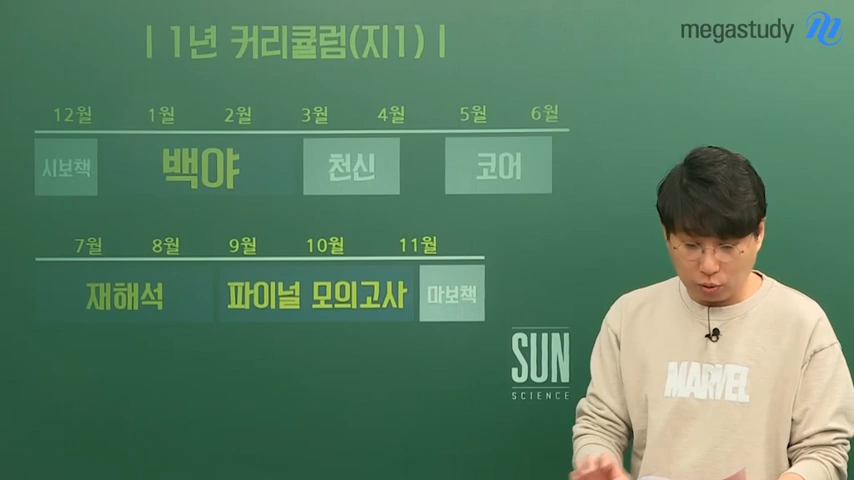 megastudy
| 1년 커리큘럼(지1) |
12월 1월 2월 3월 4월 5월 6월
시보책 백야 천신 코어
7월 8월 9월 10월 11월
재해석 파이널 모의고사 마보책
SUN
SCIENCE
MARVEL